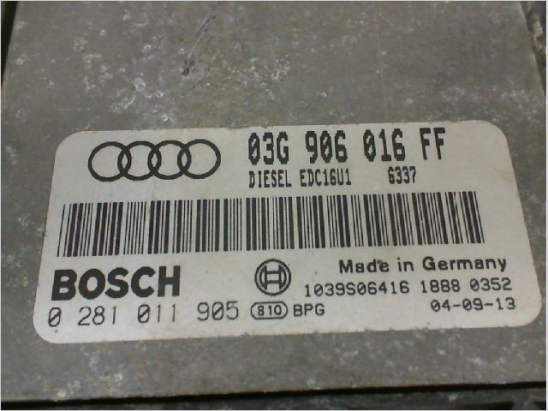 03G 906 016 FF
DIESEL EDC16U1 6337
BOSCH
Made in Germany
1039S06416 1888 0352
0 281 011 905 810 BPG 04-09-13